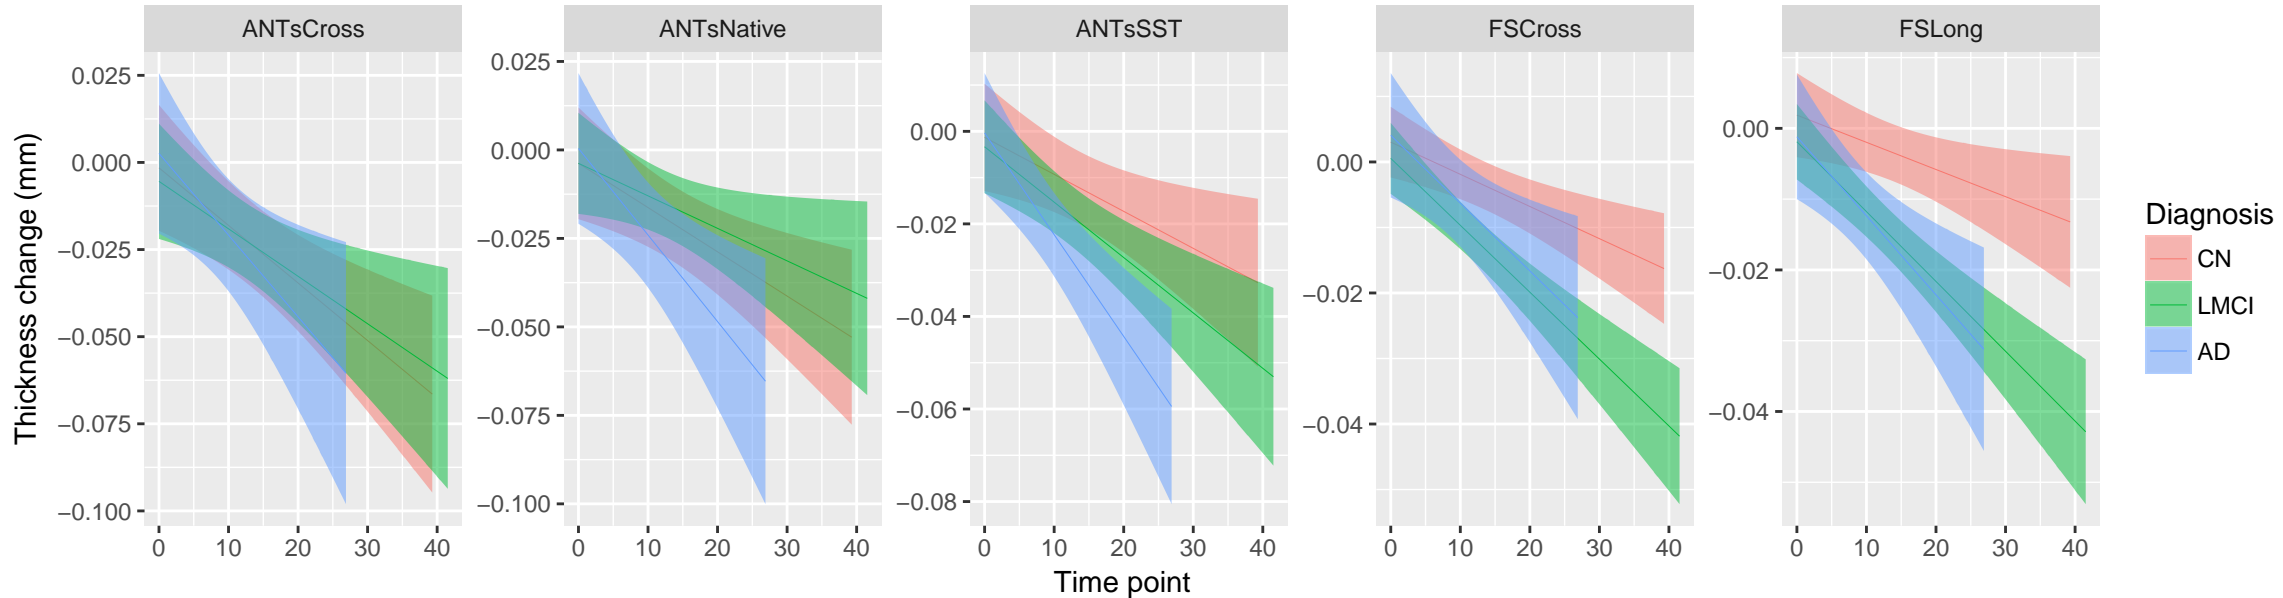 ANTsCross
ANTsNative
ANTsSST
FSCross
FSLong
Thickness change (mm)
0.025
0.000
−0.025
−0.050
−0.075
−0.100
0 10 20 30 40
0.025
0.000
−0.025
−0.050
−0.075
−0.100
0 10 20 30 40
0.00
−0.02
−0.04
−0.06
−0.08
0 10 20 30 40
0.00
−0.02
−0.04
0 10 20 30 40
0.00
−0.02
−0.04
0 10 20 30 40
Time point
Diagnosis
CN
LMCI
AD